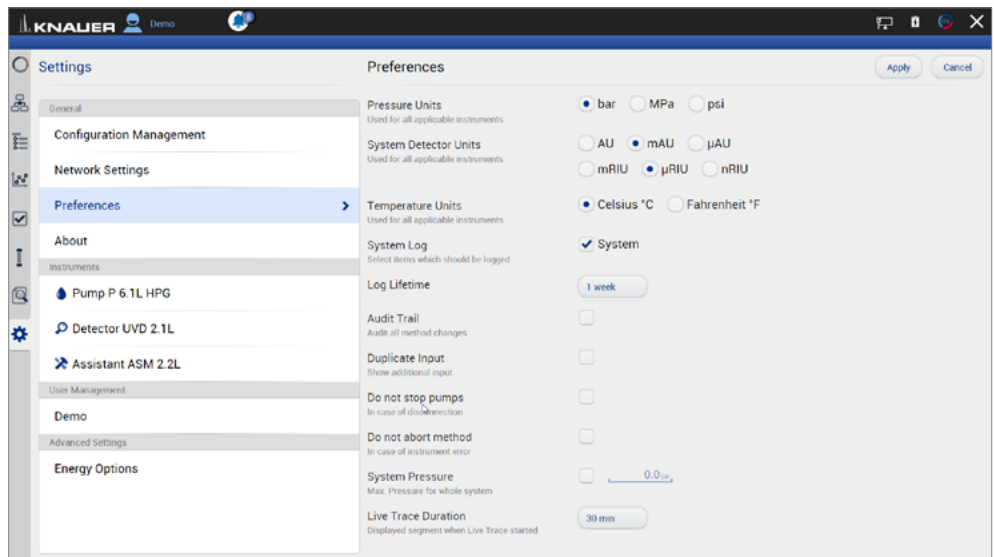 KNAUER Demo
Settings
General
Configuration Management
Network Settings
Preferences
About
Instruments
Pump P 6.1L HPG
Detector UVD 2.1L
Assistant ASM 2.2L
User Management
Demo
Advanced Settings
Energy Options
Preferences
Apply Cancel
Pressure Units bar MPa psi
Used for all applicable instruments
System Detector Units AU mAU µAU
Used for all applicable instruments
mRIU µRIU nRIU
Temperature Units Celsius °C Fahrenheit °F
Used for all applicable instruments
System Log System
Select items which should be logged
Log Lifetime 1 week
Audit Trail
Audit all method changes
Duplicate Input
Show additional input
Do not stop pumps
In case of disconnection
Do not abort method
In case of instrument error
System Pressure 0.0
Max. Pressure for whole system
Live Trace Duration 30 min
Displayed segment when Live Trace started